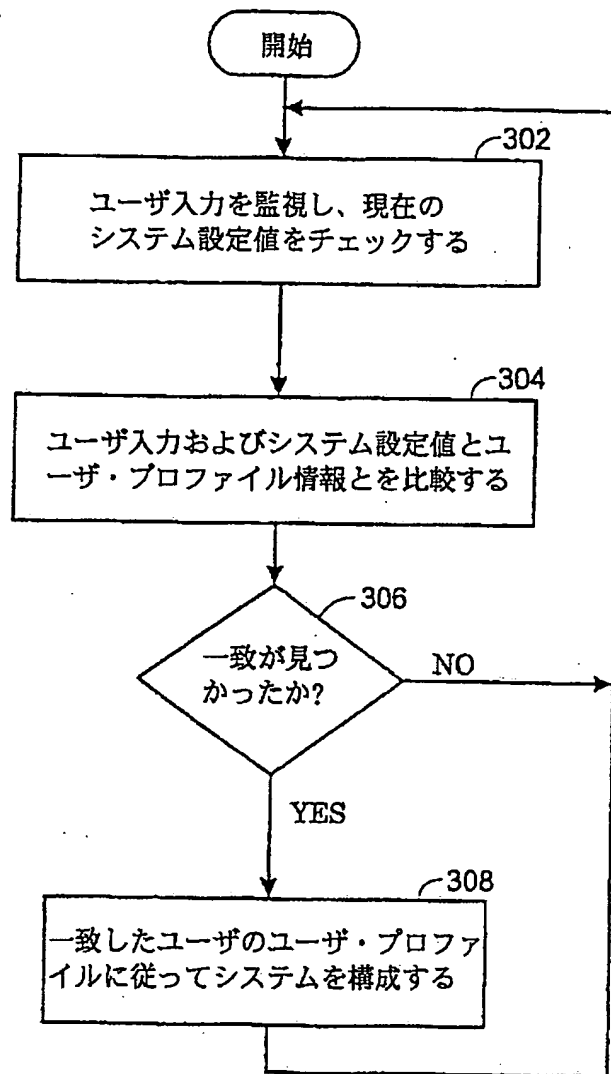 開始
302
ユーザ入力を監視し、現在の
システム設定値をチェックする
304
ユーザ入力およびシステム設定値とユ
ーザ・プロファイル情報とを比較する
306
一致が見つ
かったか?
NO
YES
308
一致したユーザのユーザ・プロファ
イルに従ってシステムを構成する